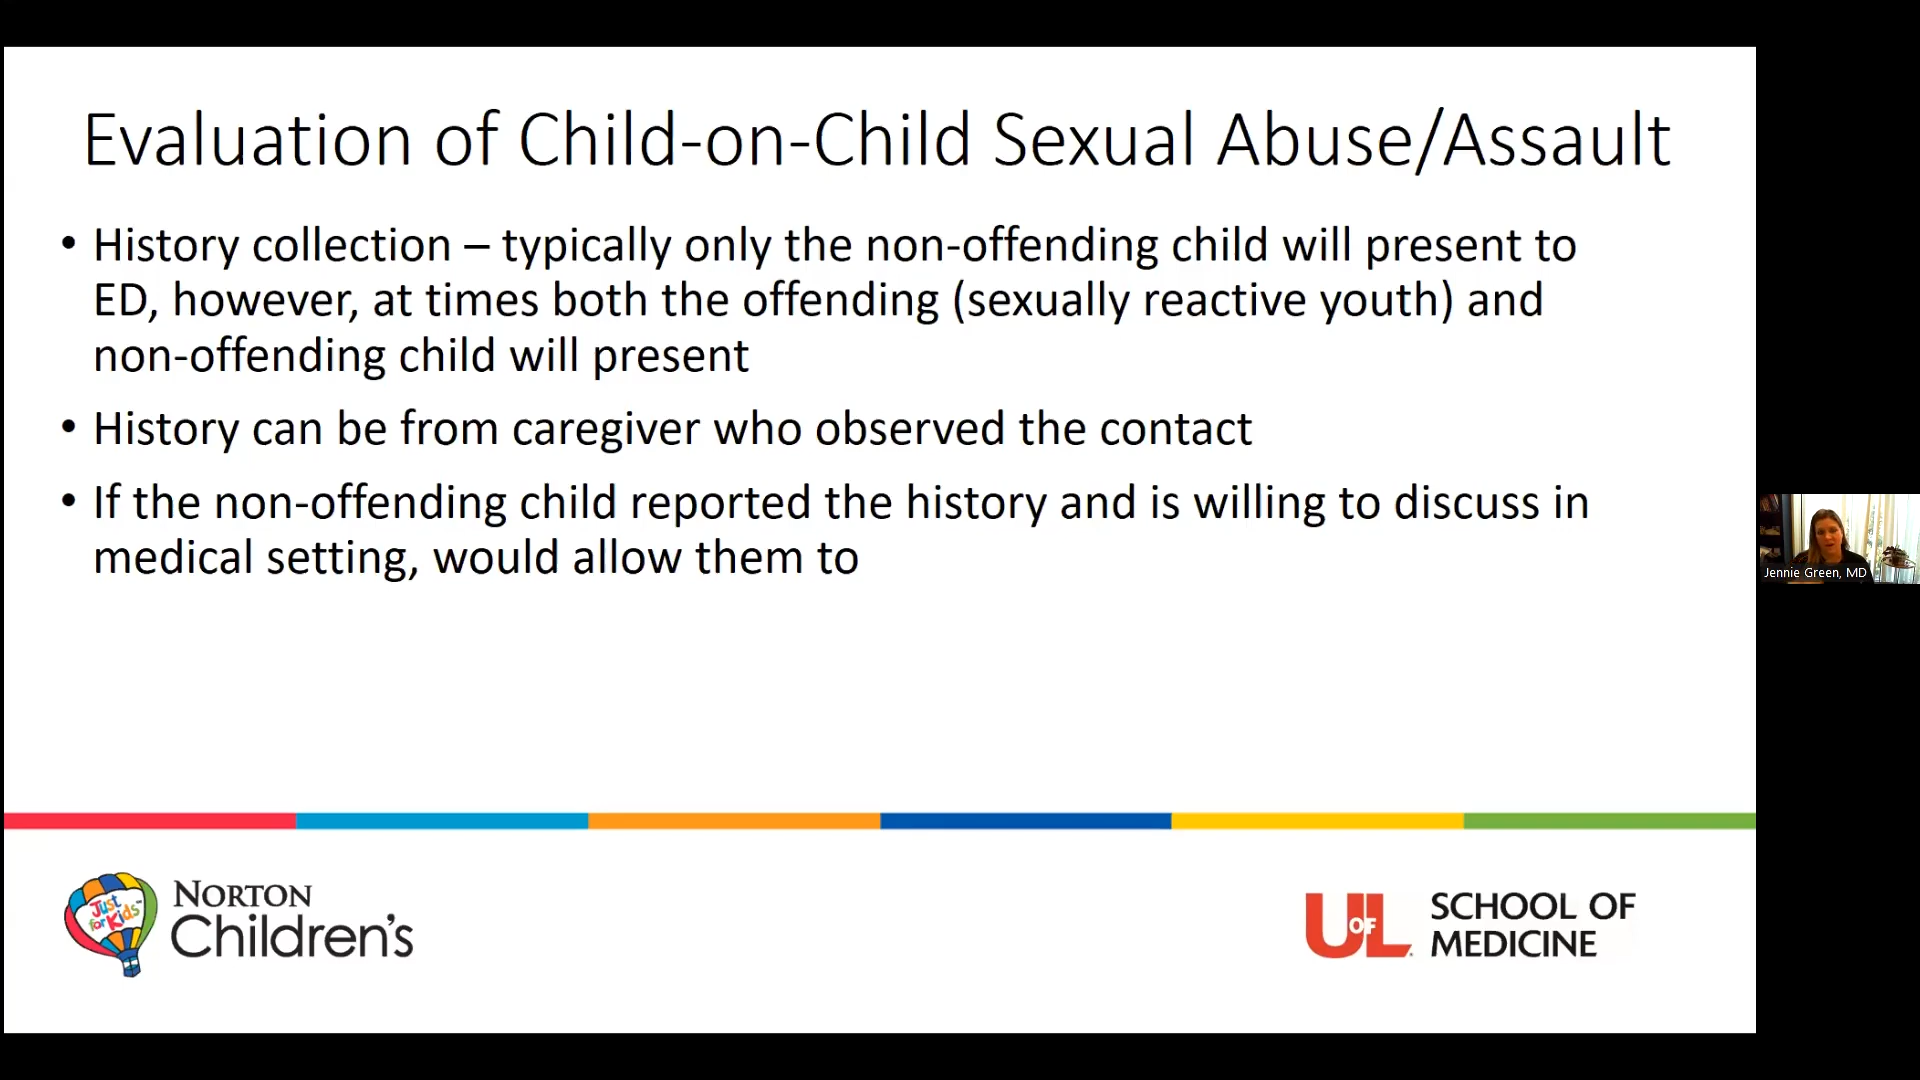 Evaluation of Child-on-Child Sexual Abuse/Assault
• History collection – typically only the non-offending child will present to
ED, however, at times both the offending (sexually reactive youth) and
non-offending child will present
• History can be from caregiver who observed the contact
• If the non-offending child reported the history and is willing to discuss in
medical setting, would allow them to
Jennie Green, MD
Just
for Kids™
NORTON
Children's
UOFL
SCHOOL OF
MEDICINE